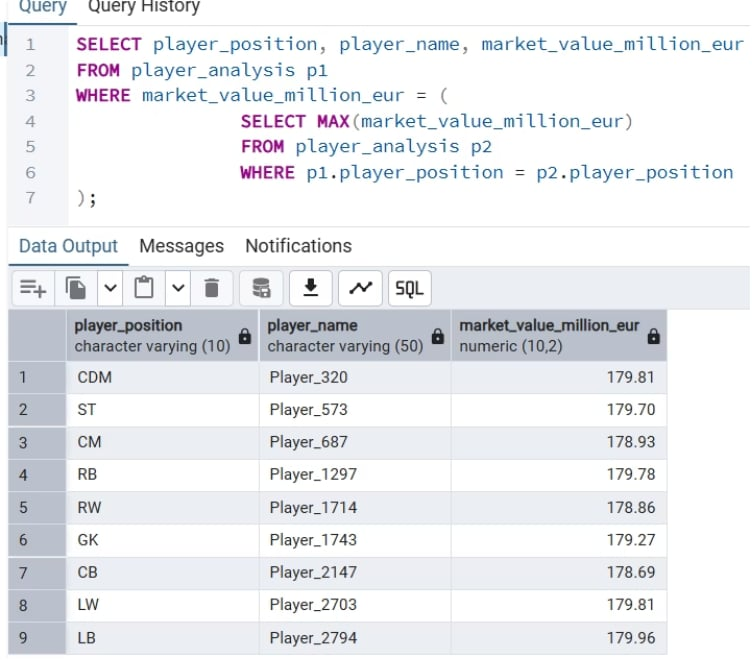 Query Query History
1 SELECT player_position, player_name, market_value_million_eur
2 FROM player_analysis p1
3 WHERE market_value_million_eur = (
4 SELECT MAX(market_value_million_eur)
5 FROM player_analysis p2
6 WHERE p1.player_position = p2.player_position
7 );
Data Output Messages Notifications
SQL
player_position player_name market_value_million_eur
character varying (10) character varying (50) numeric (10,2)
1 CDM Player_320 179.81
2 ST Player_573 179.70
3 CM Player_687 178.93
4 RB Player_1297 179.78
5 RW Player_1714 178.86
6 GK Player_1743 179.27
7 CB Player_2147 178.69
8 LW Player_2703 179.81
9 LB Player_2794 179.96